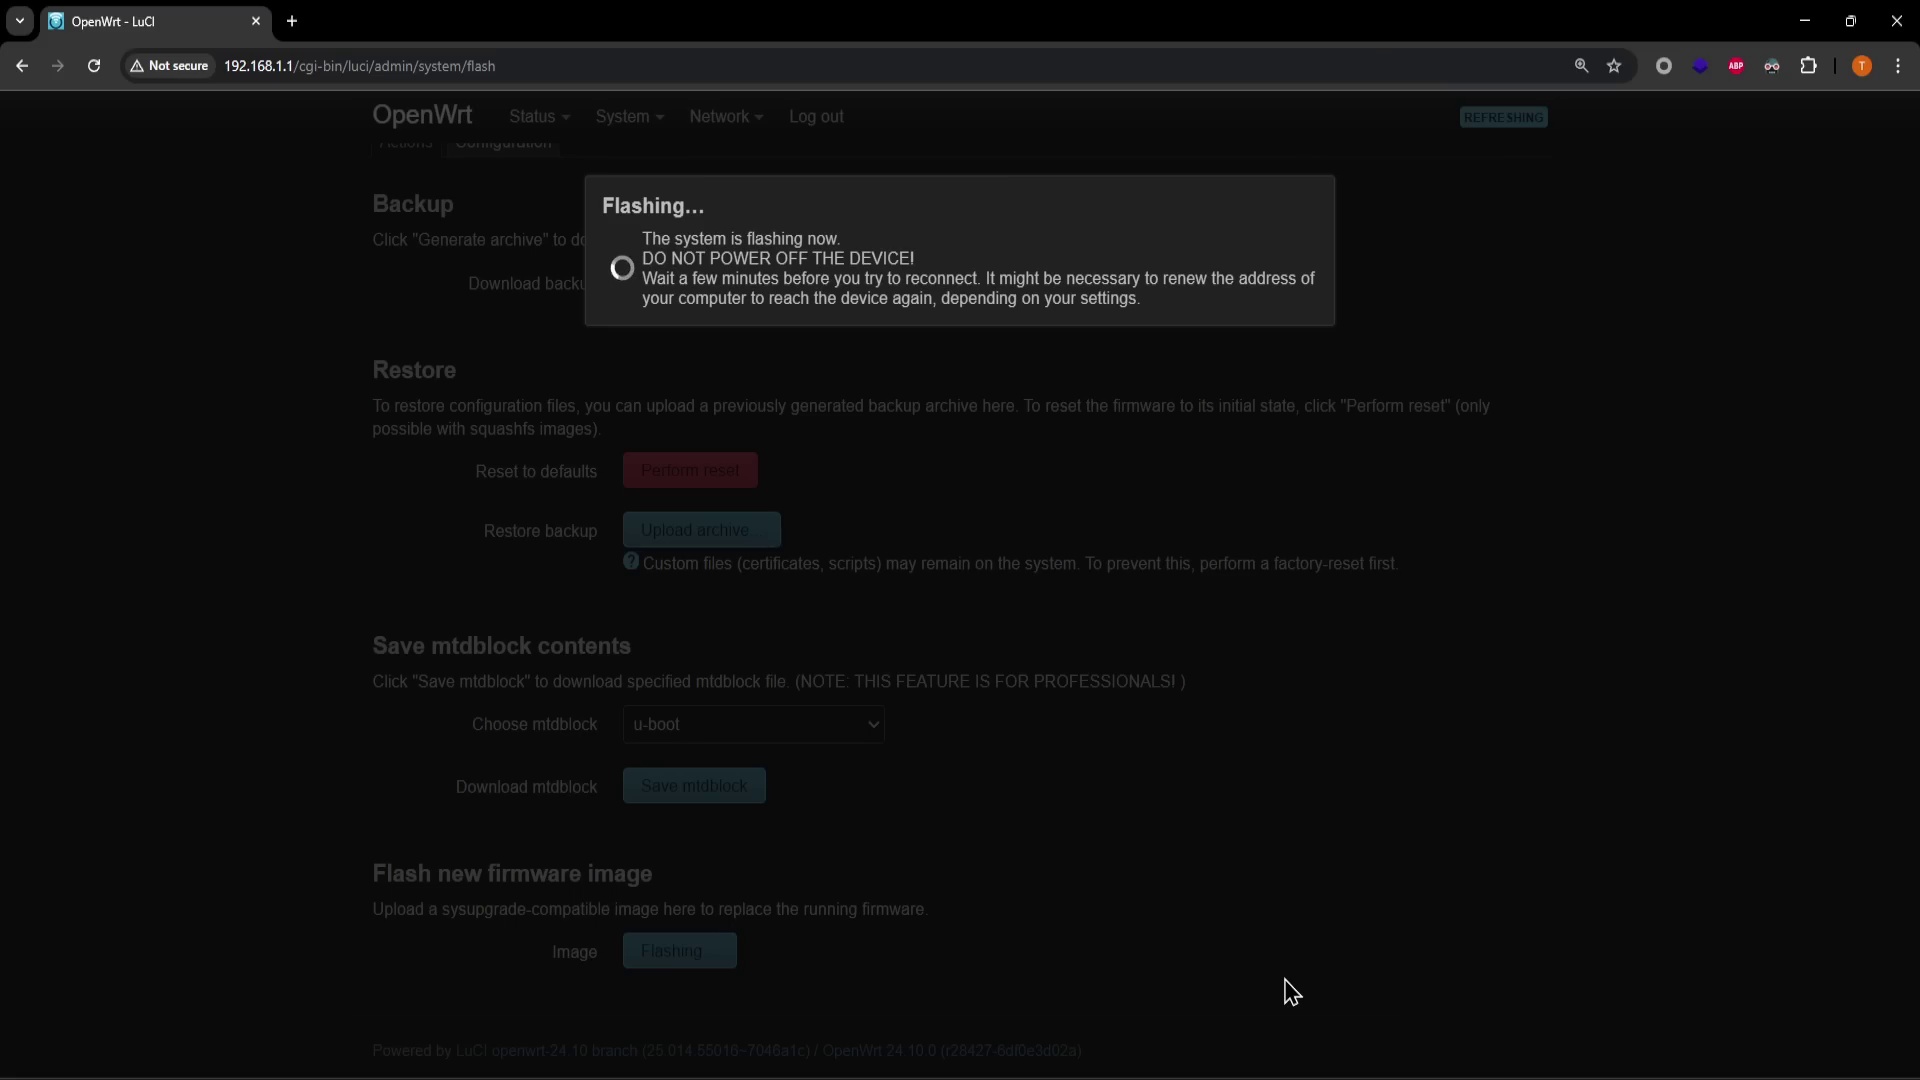 OpenWrt - LuCI
Not secure
192.168.1.1/cgi-bin/luci/admin/system/flash
ABP
T
OpenWrt
Status
System
Network
Log out
REFRESHING
Actions
Configuration
Flashing…
The system is flashing now.
DO NOT POWER OFF THE DEVICE!
Wait a few minutes before you try to reconnect. It might be necessary to renew the address of
your computer to reach the device again, depending on your settings.
Backup
Click "Generate archive" to do
Download backu
Restore
To restore configuration files, you can upload a previously generated backup archive here. To reset the firmware to its initial state, click "Perform reset" (only
possible with squashfs images).
Reset to defaults
Perform reset
Restore backup
Upload archive...
Custom files (certificates, scripts) may remain on the system. To prevent this, perform a factory-reset first.
Save mtdblock contents
Click "Save mtdblock" to download specified mtdblock file. (NOTE: THIS FEATURE IS FOR PROFESSIONALS! )
Choose mtdblock
u-boot
Download mtdblock
Save mtdblock
Flash new firmware image
Upload a sysupgrade-compatible image here to replace the running firmware.
Image
Flashing…
Powered by LuCI openwrt-24.10 branch (25.014.55016~7046a1c) / OpenWrt 24.10.0 (r28427-6df0e3d02a)